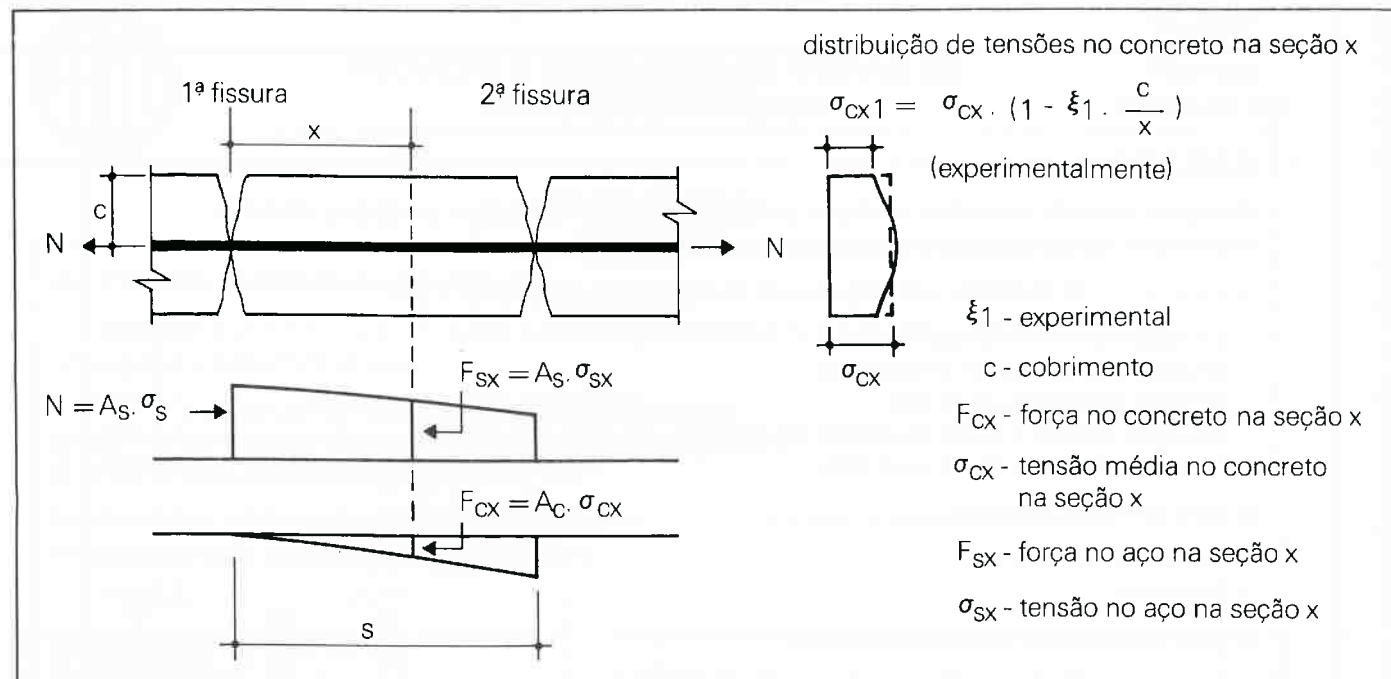 distribuição de tensões no concreto na seção x
σCX1 = σCX . (1 - ξ1 . c/x )
(experimentalmente)
1ª fissura
2ª fissura
x
c
N
N
σCX
ξ1 - experimental
c - cobrimento
FCX - força no concreto na seção x
σCX - tensão média no concreto
na seção x
FSX - força no aço na seção x
σSX - tensão no aço na seção x
FSX = AS. σSX
N = AS. σS
FCX = AC. σCX
s